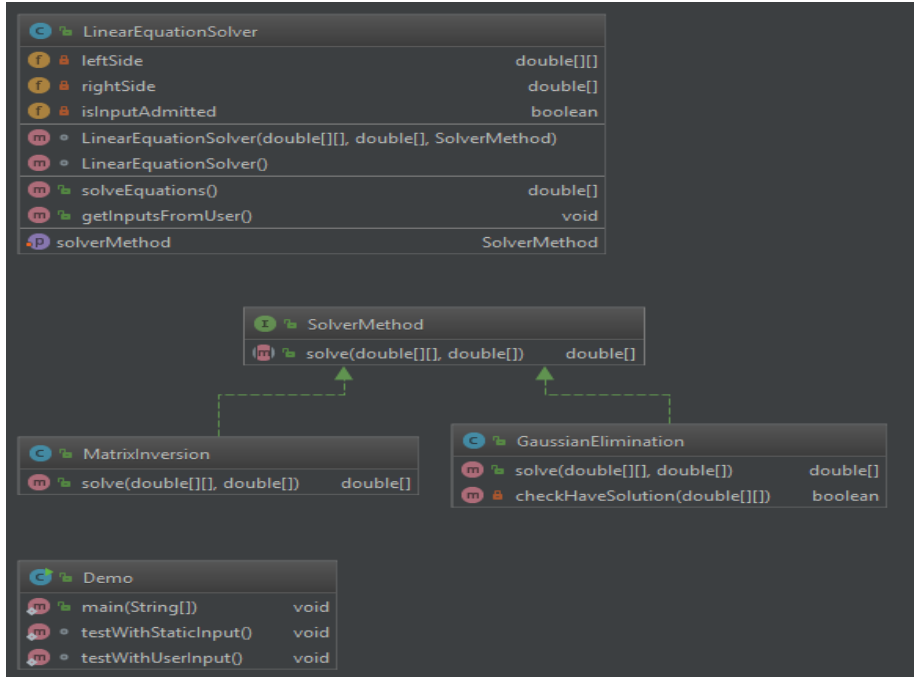 LinearEquationSolver
leftSide double[][]
rightSide double[]
isInputAdmitted boolean
LinearEquationSolver(double[][], double[], SolverMethod)
LinearEquationSolver()
solveEquations() double[]
getInputsFromUser() void
solverMethod SolverMethod
SolverMethod
solve(double[][], double[]) double[]
MatrixInversion
solve(double[][], double[]) double[]
GaussianElimination
solve(double[][], double[]) double[]
checkHaveSolution(double[][]) boolean
Demo
main(String[]) void
testWithStaticInput() void
testWithUserInput() void